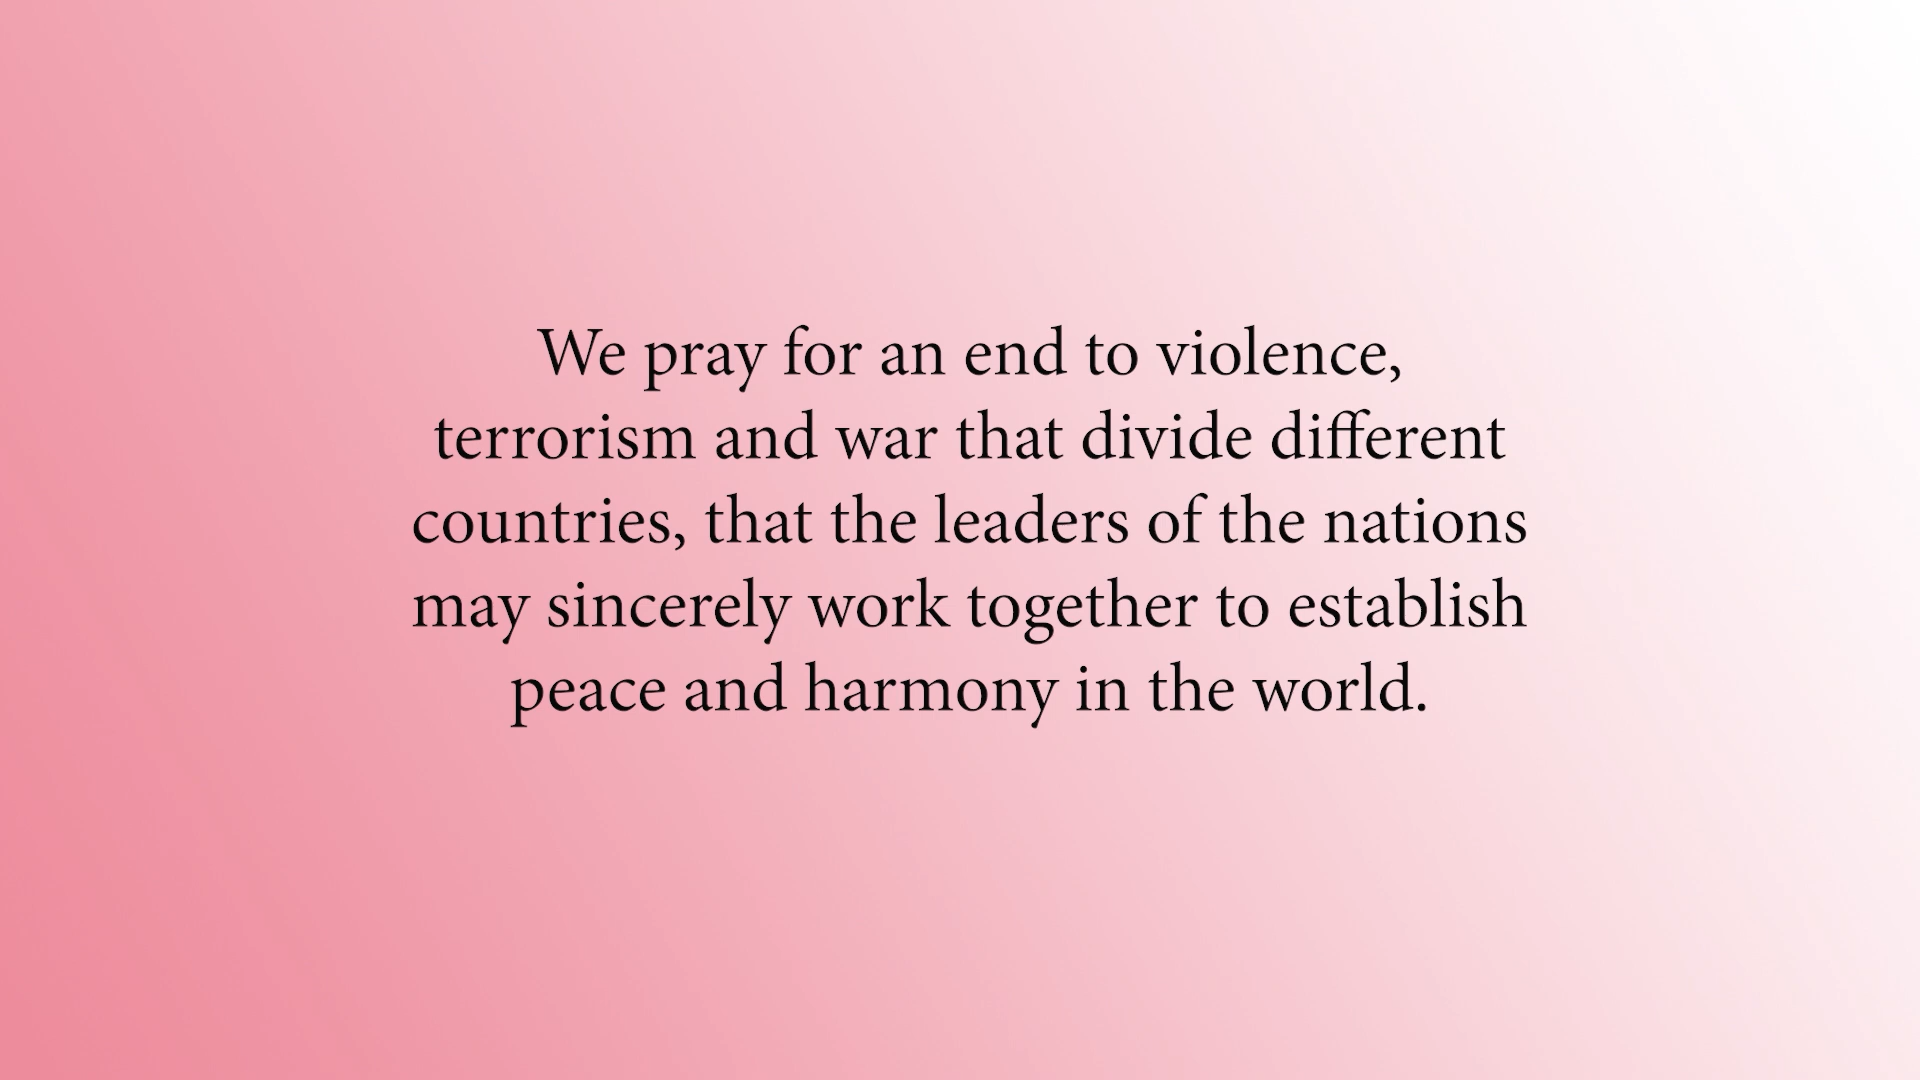 We pray for an end to violence,
terrorism and war that divide different
countries, that the leaders of the nations
may sincerely work together to establish
peace and harmony in the world.